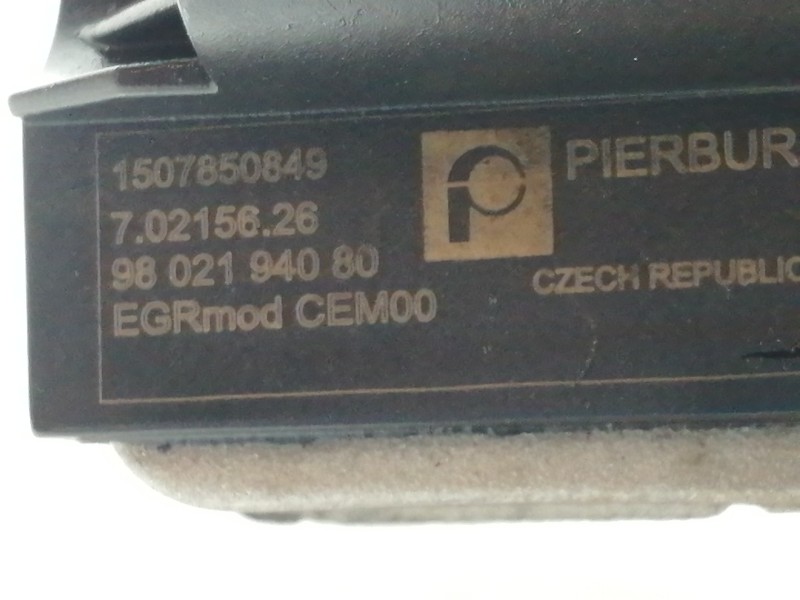 1507850849
7.02156.26
98 021 940 80
EGRmod CEM00
PIERBUR
CZECH REPUBLIC